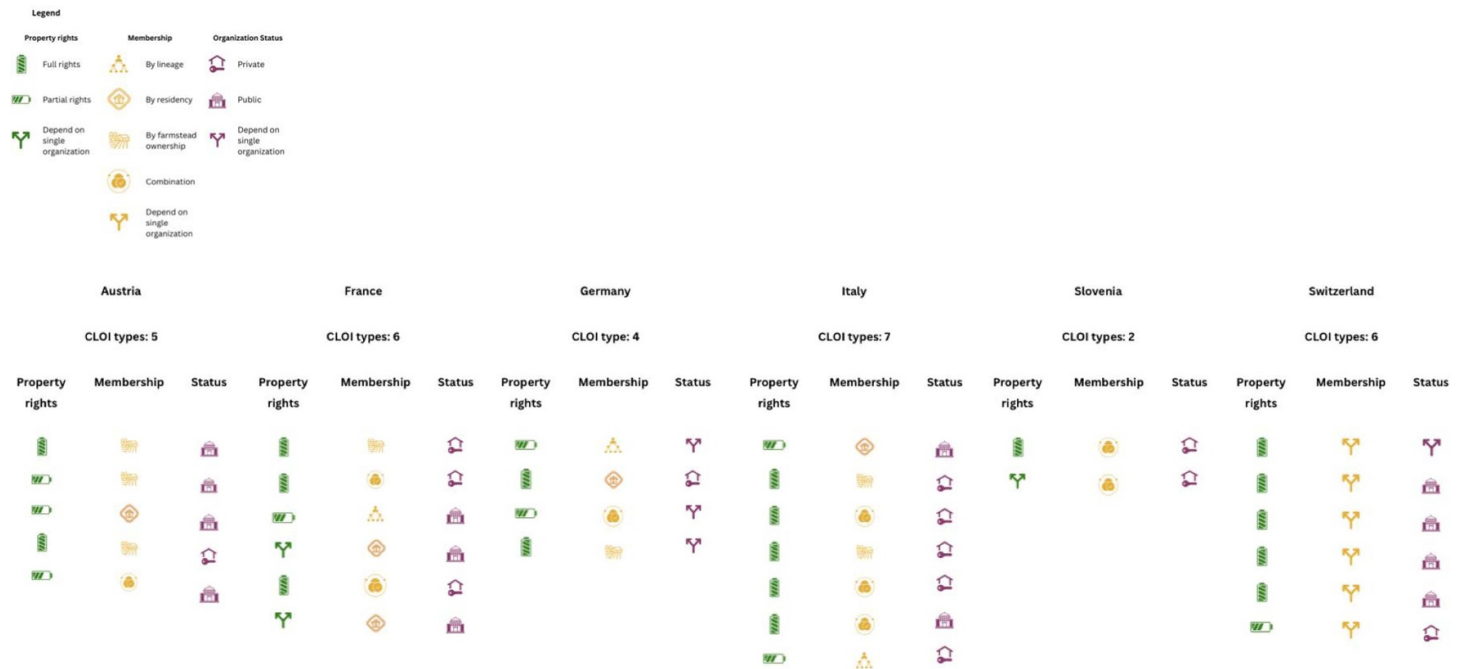 Legend
Property rights Membership Organization Status
Full rights By lineage Private
Partial rights By residency Public
Depend on
single
organization
By farmstead
ownership
Depend on
single
organization
Combination
Depend on
single
organization
Austria France Germany Italy Slovenia Switzerland
CLOI types: 5 CLOI types: 6 CLOI type: 4 CLOI types: 7 CLOI types: 2 CLOI types: 6
Property rights Membership Status Property rights Membership Status Property rights Membership Status Property rights Membership Status Property rights Membership Status Property rights Membership Status